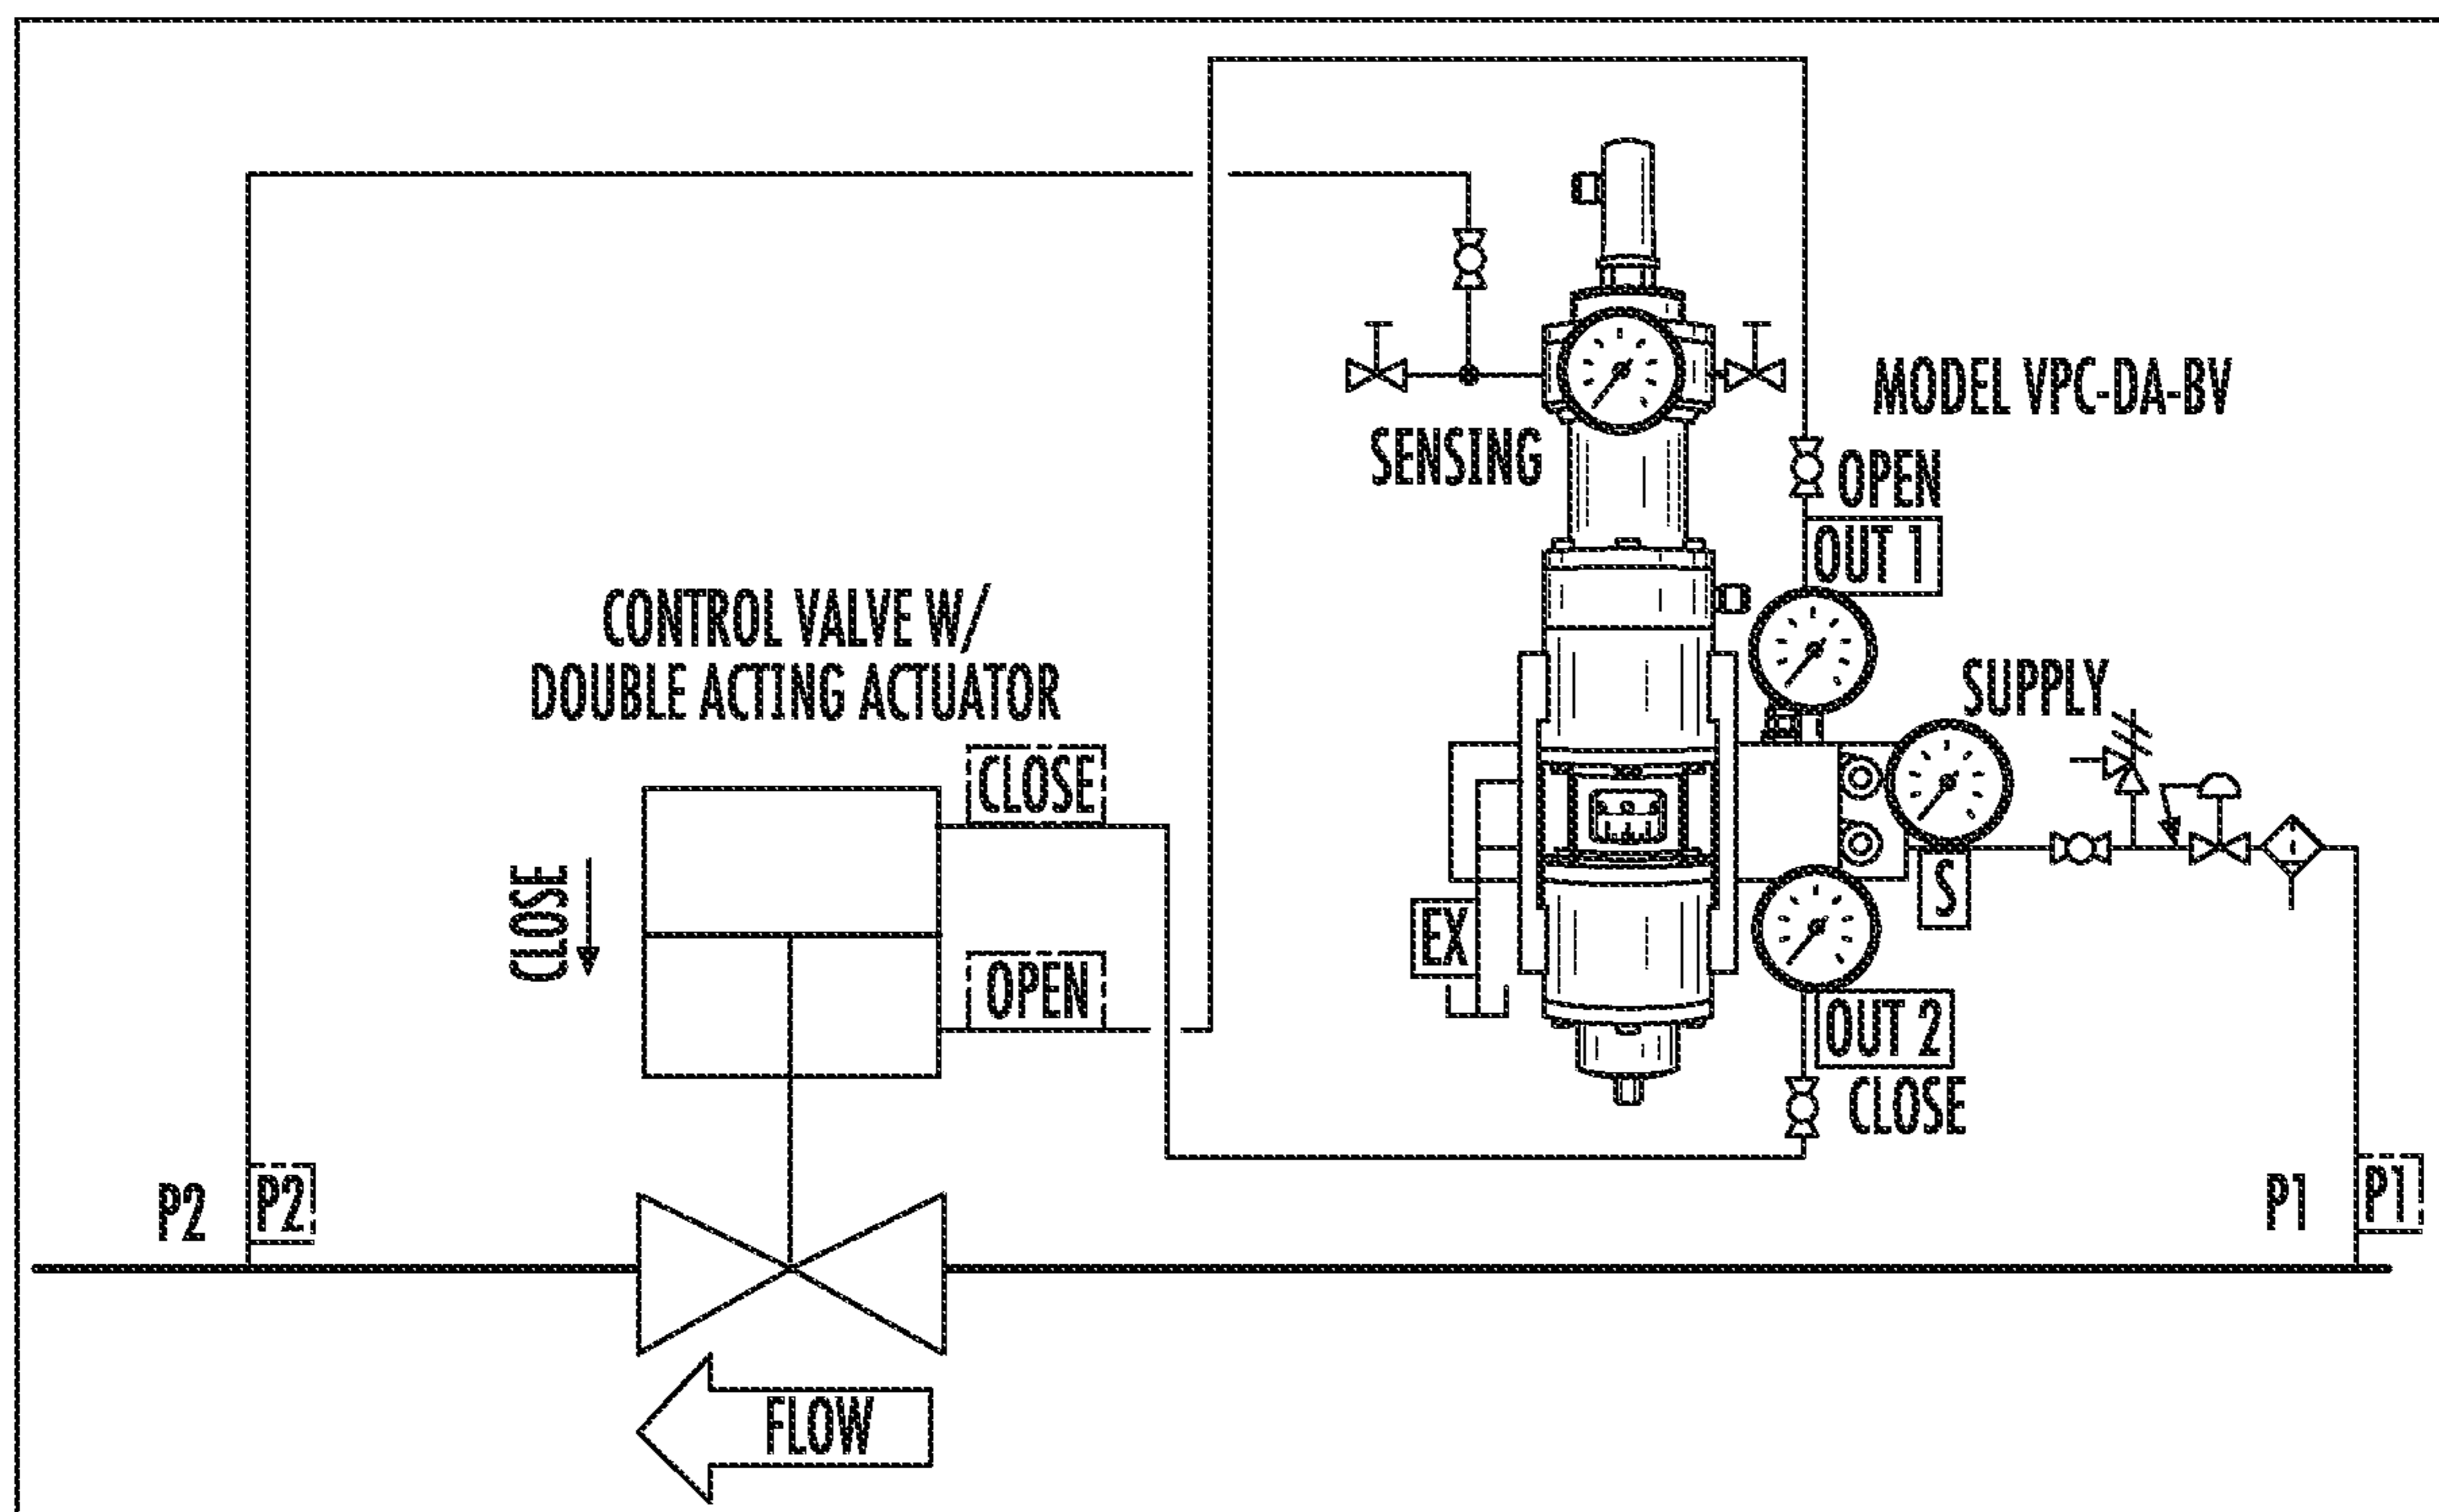 MODEL VPC-DA-BV
SENSING
OPEN
OUT 1
CONTROL VALVE W/
DOUBLE ACTING ACTUATOR
SUPPLY
CLOSE
CLOSE
S
EX
OPEN
OUT 2
CLOSE
P2
P2
P1
P1
FLOW